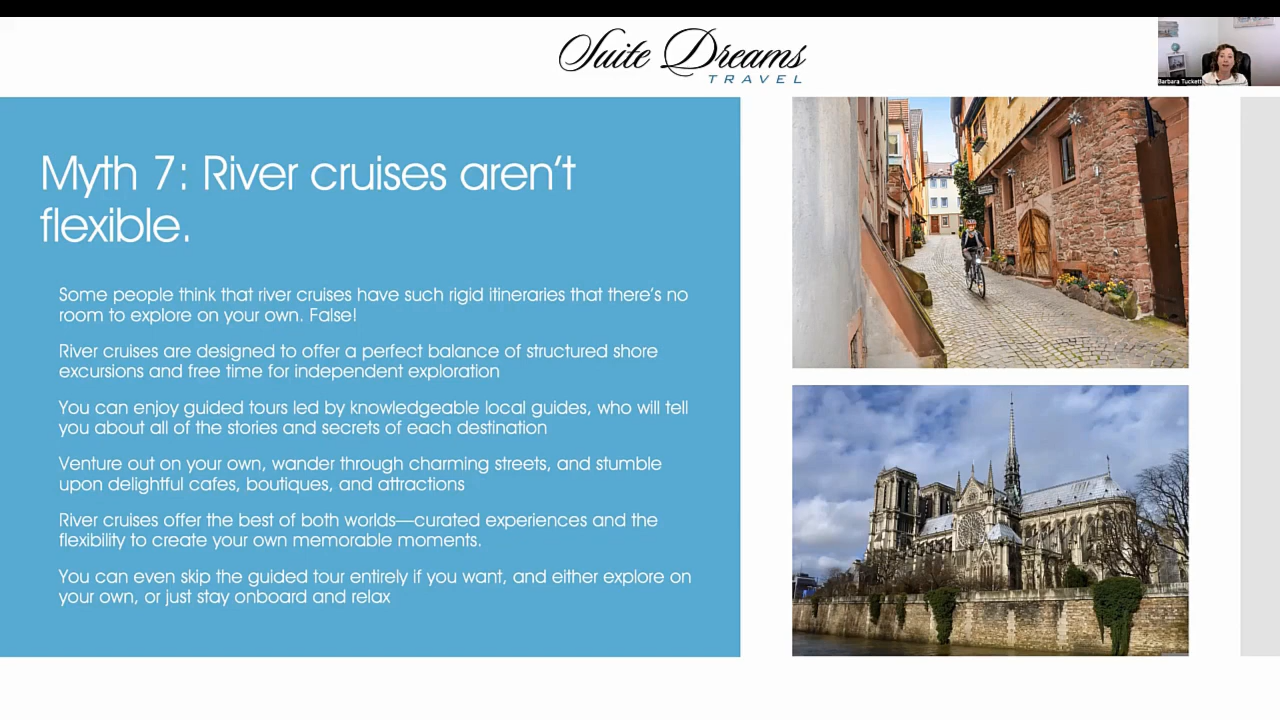 Suite Dreams
TRAVEL
Barbara Tuckett
Myth 7: River cruises aren't
flexible.
Some people think that river cruises have such rigid itineraries that there's no
room to explore on your own. False!
River cruises are designed to offer a perfect balance of structured shore
excursions and free time for independent exploration
You can enjoy guided tours led by knowledgeable local guides, who will tell
you about all of the stories and secrets of each destination
Venture out on your own, wander through charming streets, and stumble
upon delightful cafes, boutiques, and attractions
River cruises offer the best of both worlds—curated experiences and the
flexibility to create your own memorable moments.
You can even skip the guided tour entirely if you want, and either explore on
your own, or just stay onboard and relax